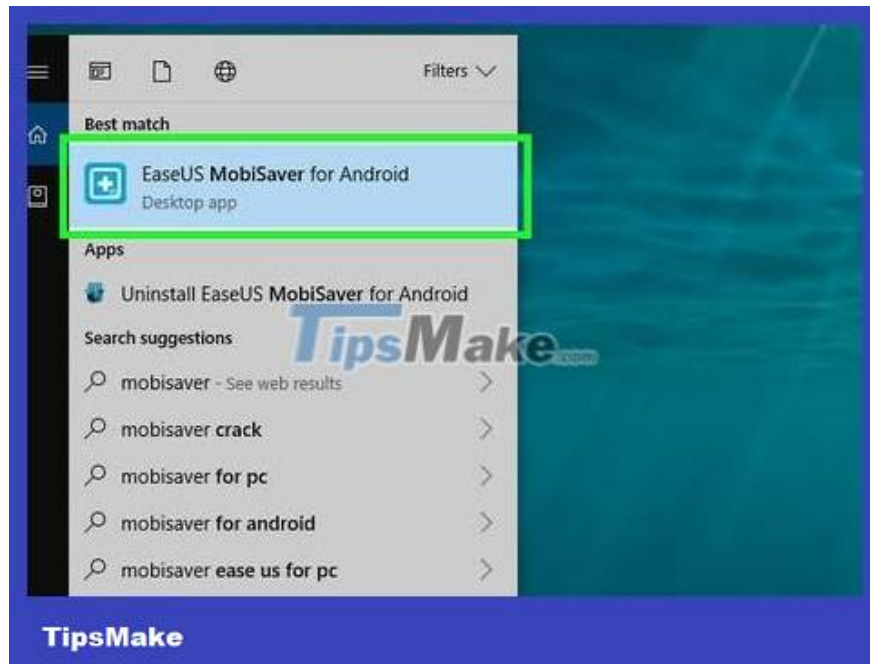 Filters
Best match
EaseUS MobiSaver for Android
Desktop app
Apps
Uninstall EaseUS MobiSaver for Android
Search suggestions
TipsMake.com
mobisaver - See web results
mobisaver crack
mobisaver for pc
mobisaver for android
mobisaver ease us for pc
TipsMake